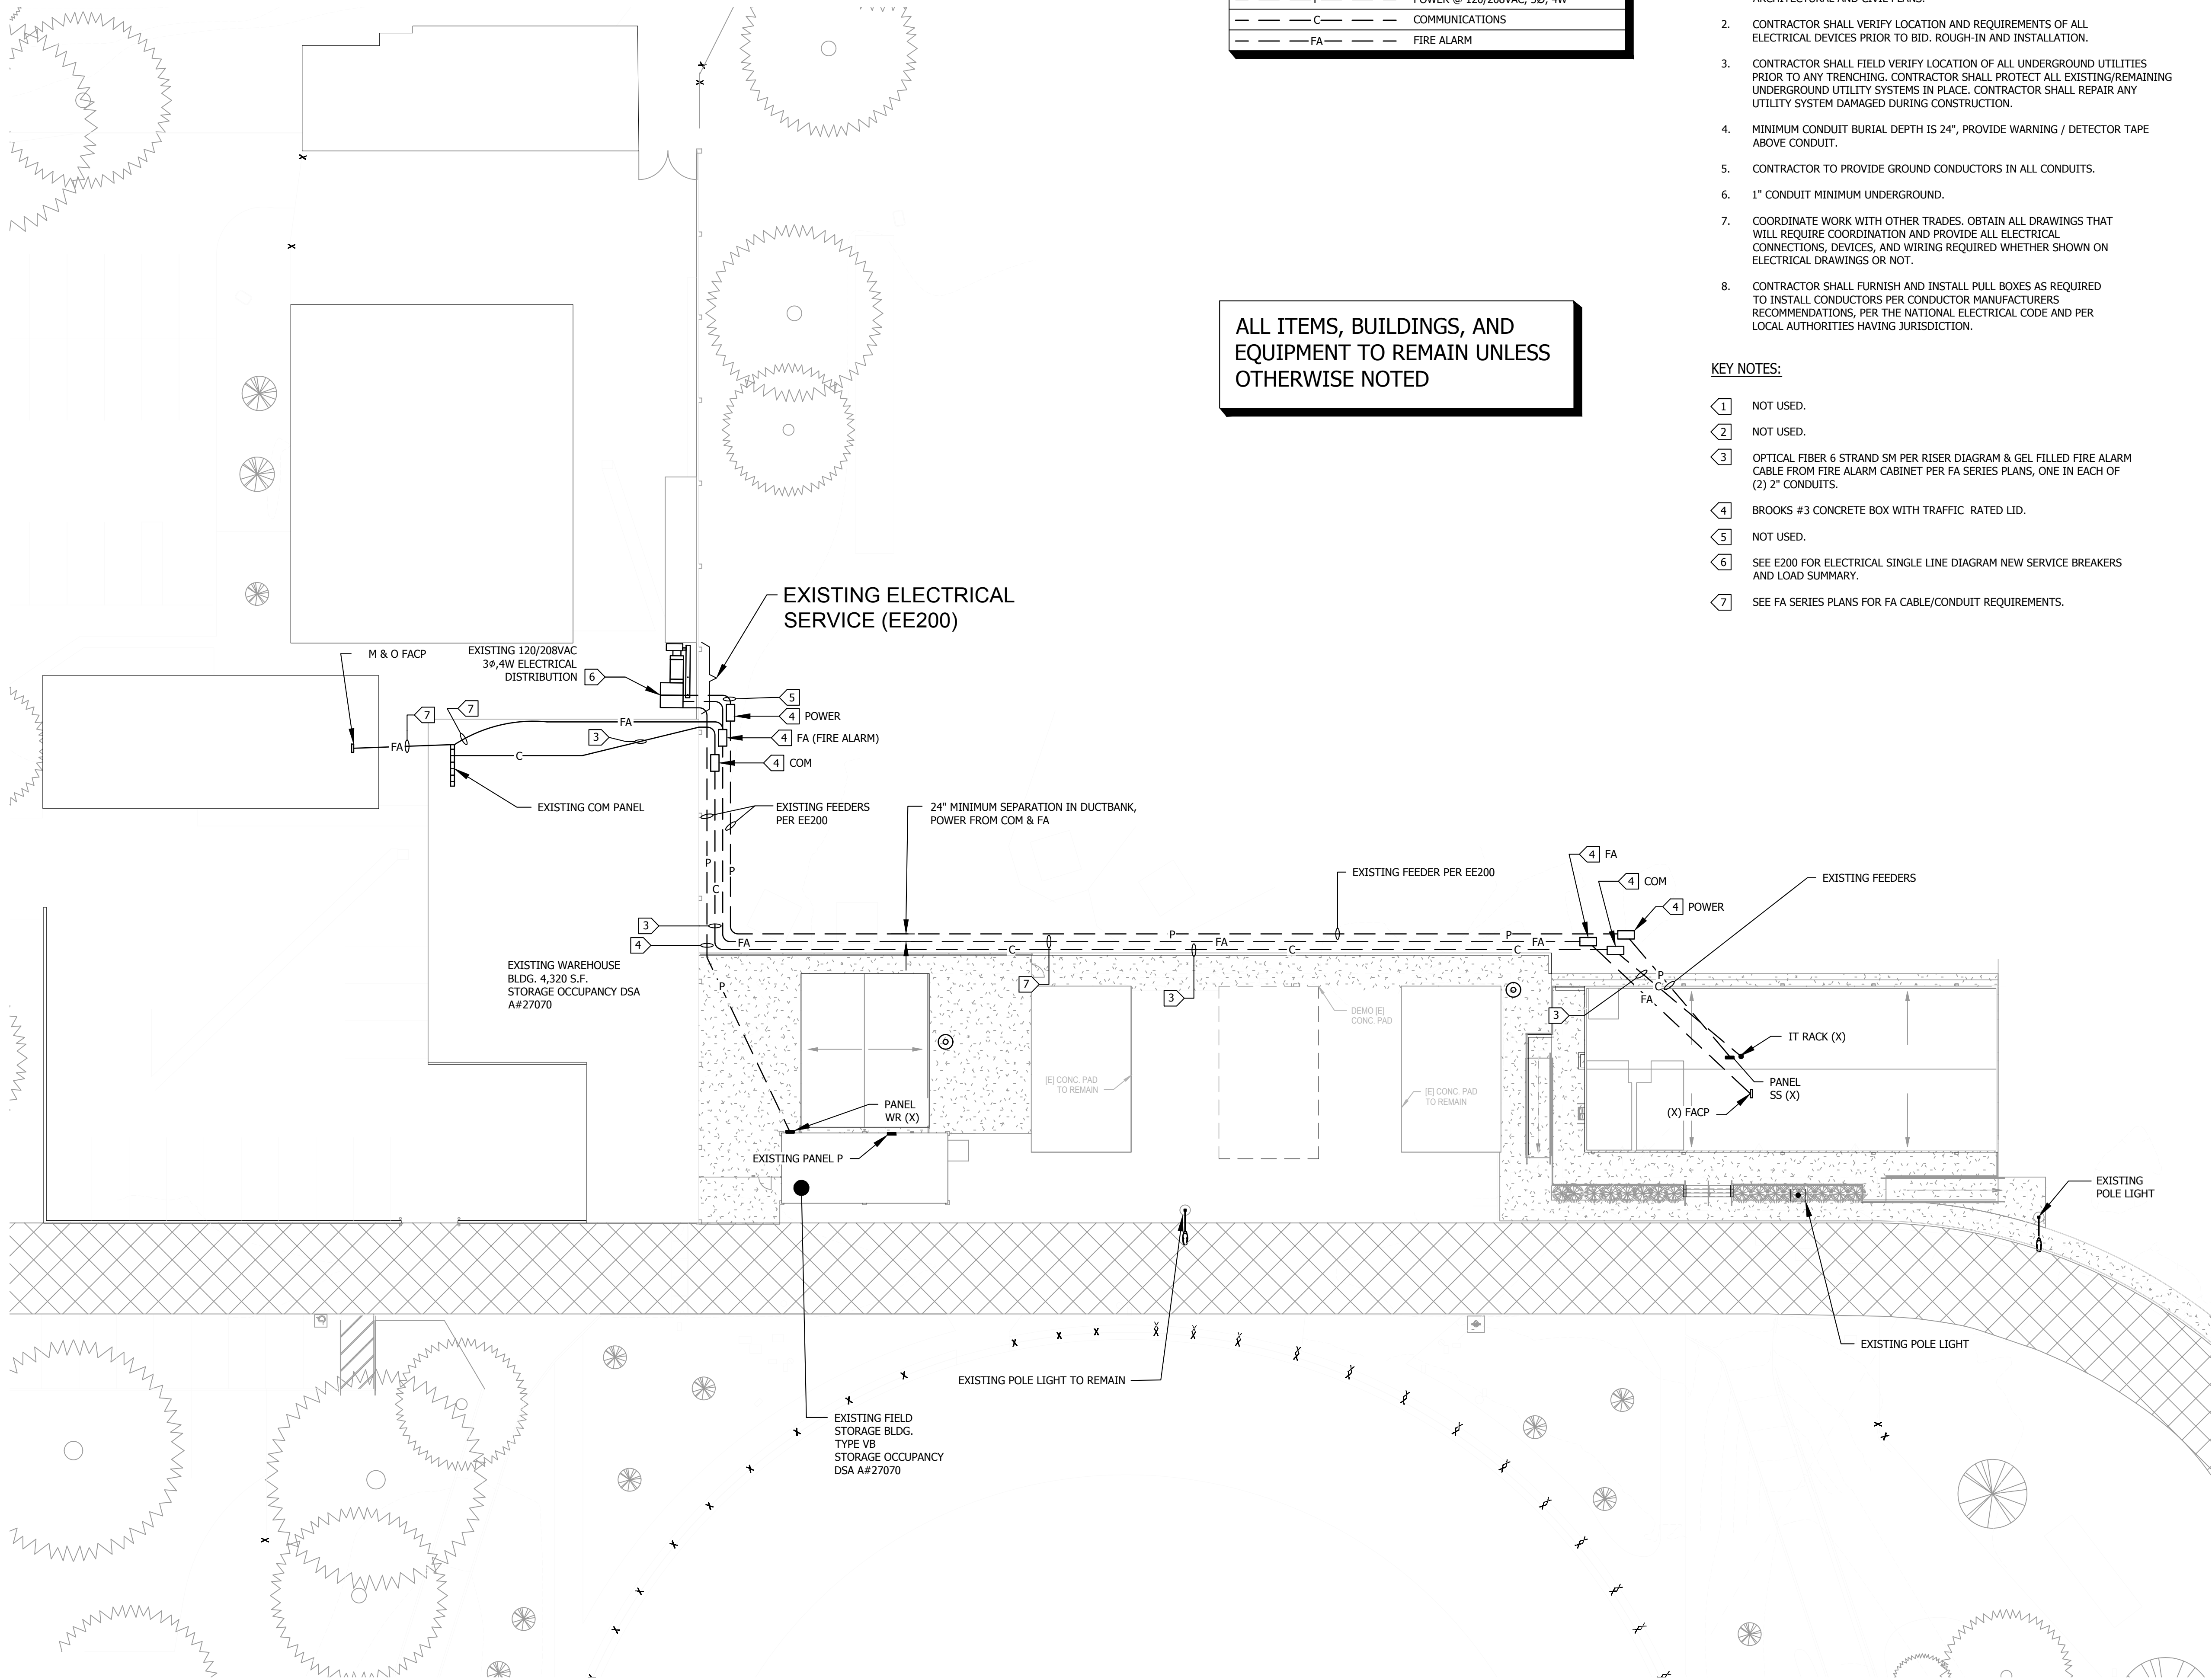 POWER @ 120/208VAC, 3Ø, 4W
C COMMUNICATIONS
FA FIRE ALARM
ARCHITECTURAL AND CIVIL PLANS.
2. CONTRACTOR SHALL VERIFY LOCATION AND REQUIREMENTS OF ALL
ELECTRICAL DEVICES PRIOR TO BID. ROUGH-IN AND INSTALLATION.
3. CONTRACTOR SHALL FIELD VERIFY LOCATION OF ALL UNDERGROUND UTILITIES
PRIOR TO ANY TRENCHING. CONTRACTOR SHALL PROTECT ALL EXISTING/REMAINING
UNDERGROUND UTILITY SYSTEMS IN PLACE. CONTRACTOR SHALL REPAIR ANY
UTILITY SYSTEM DAMAGED DURING CONSTRUCTION.
4. MINIMUM CONDUIT BURIAL DEPTH IS 24", PROVIDE WARNING / DETECTOR TAPE
ABOVE CONDUIT.
5. CONTRACTOR TO PROVIDE GROUND CONDUCTORS IN ALL CONDUITS.
6. 1" CONDUIT MINIMUM UNDERGROUND.
7. COORDINATE WORK WITH OTHER TRADES. OBTAIN ALL DRAWINGS THAT
WILL REQUIRE COORDINATION AND PROVIDE ALL ELECTRICAL
CONNECTIONS, DEVICES, AND WIRING REQUIRED WHETHER SHOWN ON
ELECTRICAL DRAWINGS OR NOT.
8. CONTRACTOR SHALL FURNISH AND INSTALL PULL BOXES AS REQUIRED
TO INSTALL CONDUCTORS PER CONDUCTOR MANUFACTURERS
RECOMMENDATIONS, PER THE NATIONAL ELECTRICAL CODE AND PER
LOCAL AUTHORITIES HAVING JURISDICTION.
KEY NOTES:
1 NOT USED.
2 NOT USED.
3 OPTICAL FIBER 6 STRAND SM PER RISER DIAGRAM & GEL FILLED FIRE ALARM
CABLE FROM FIRE ALARM CABINET PER FA SERIES PLANS, ONE IN EACH OF
(2) 2" CONDUITS.
4 BROOKS #3 CONCRETE BOX WITH TRAFFIC RATED LID.
5 NOT USED.
6 SEE E200 FOR ELECTRICAL SINGLE LINE DIAGRAM NEW SERVICE BREAKERS
AND LOAD SUMMARY.
7 SEE FA SERIES PLANS FOR FA CABLE/CONDUIT REQUIREMENTS.
ALL ITEMS, BUILDINGS, AND
EQUIPMENT TO REMAIN UNLESS
OTHERWISE NOTED
EXISTING ELECTRICAL
SERVICE (EE200)
M & O FACP
EXISTING 120/208VAC
3ø,4W ELECTRICAL
DISTRIBUTION
6
5
4 POWER
4 FA (FIRE ALARM)
4 COM
7
7
FA
FA
3
C
EXISTING COM PANEL
EXISTING FEEDERS
PER EE200
24" MINIMUM SEPARATION IN DUCTBANK,
POWER FROM COM & FA
P
P
C
EXISTING FEEDER PER EE200
4 FA
4 COM
4 POWER
EXISTING FEEDERS
3
4
FA
C
P
FA
C
P
FA
C
P
C
FA
P
7
3
3
EXISTING WAREHOUSE
BLDG. 4,320 S.F.
STORAGE OCCUPANCY DSA
A#27070
DEMO [E]
CONC. PAD
[E] CONC. PAD
TO REMAIN
[E] CONC. PAD
TO REMAIN
IT RACK (X)
PANEL
SS (X)
(X) FACP
PANEL
WR (X)
EXISTING PANEL P
EXISTING
POLE LIGHT
EXISTING POLE LIGHT
EXISTING POLE LIGHT TO REMAIN
EXISTING FIELD
STORAGE BLDG.
TYPE VB
STORAGE OCCUPANCY
DSA A#27070